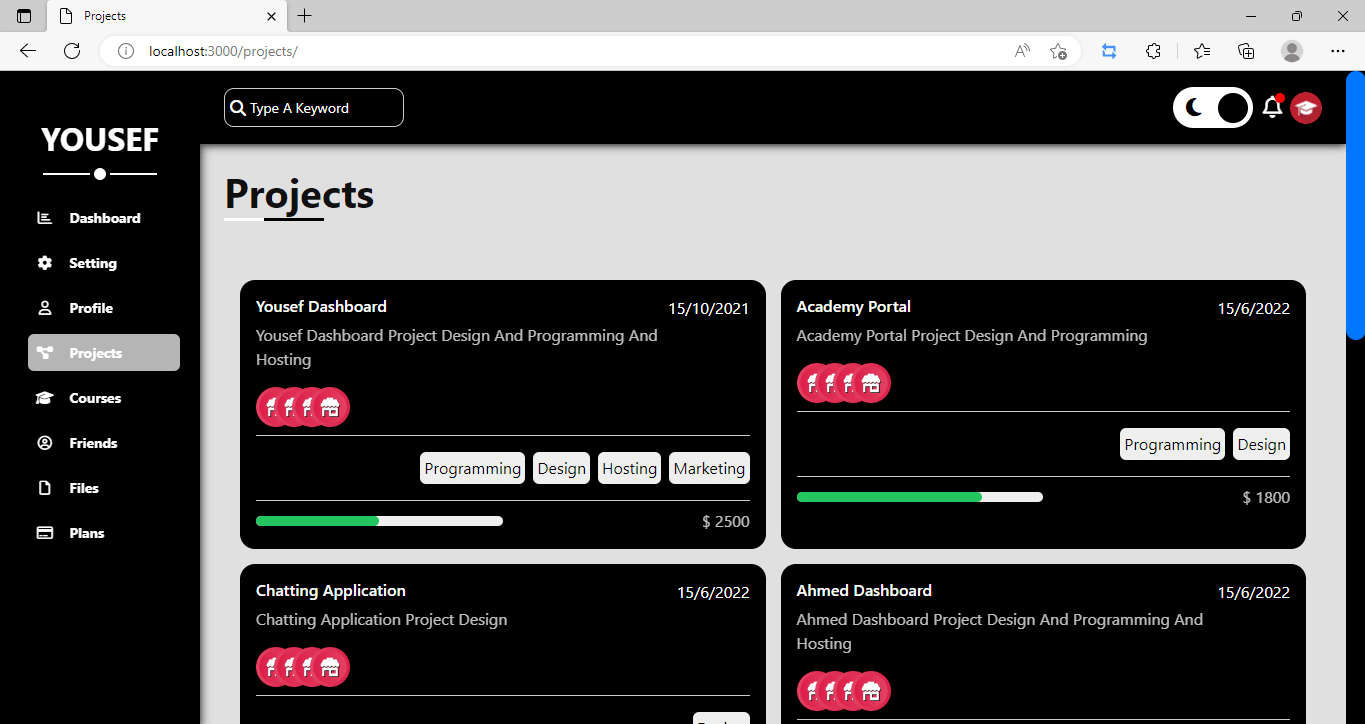 Projects
localhost:3000/projects/
YOUSEF
Type A Keyword
Dashboard
Setting
Profile
Projects
Courses
Friends
Files
Plans
Projects
Yousef Dashboard
15/10/2021
Yousef Dashboard Project Design And Programming And
Hosting
Programming Design Hosting Marketing
$ 2500
Academy Portal
15/6/2022
Academy Portal Project Design And Programming
Programming Design
$ 1800
Chatting Application
15/6/2022
Chatting Application Project Design
Ahmed Dashboard
15/6/2022
Ahmed Dashboard Project Design And Programming And
Hosting